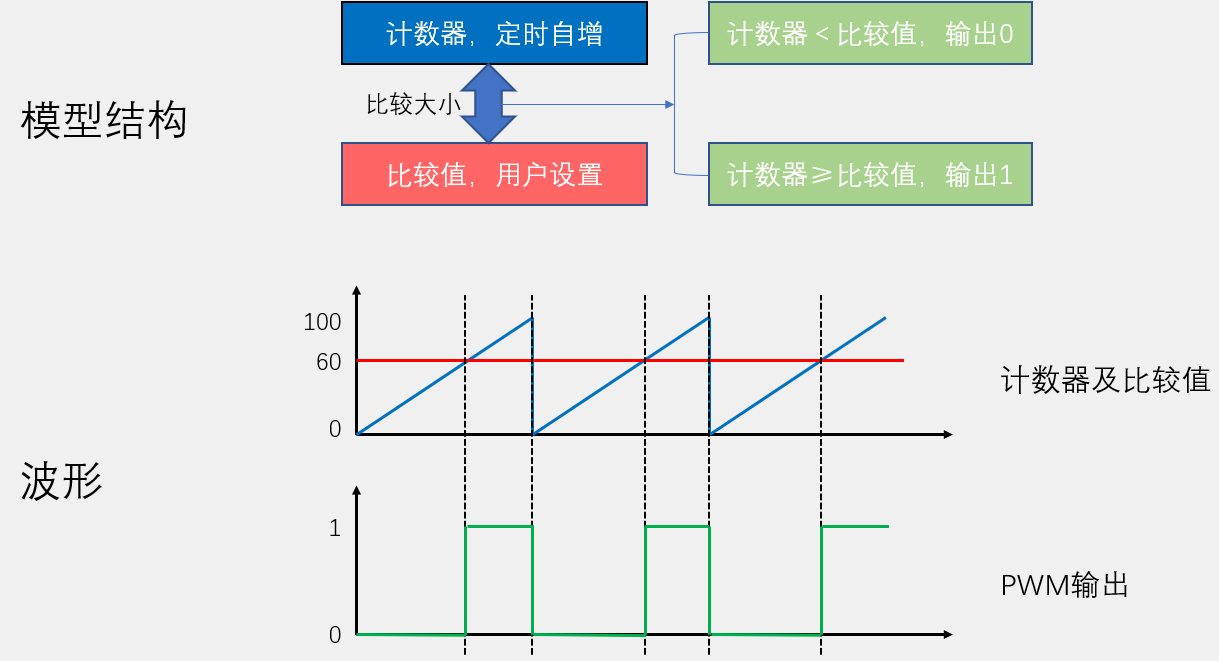 模型结构
计数器，定时自增
比较大小
比较值，用户设置
计数器<比较值，输出0
计数器≥比较值，输出1
波形
100
60
0
计数器及比较值
1
0
PWM输出